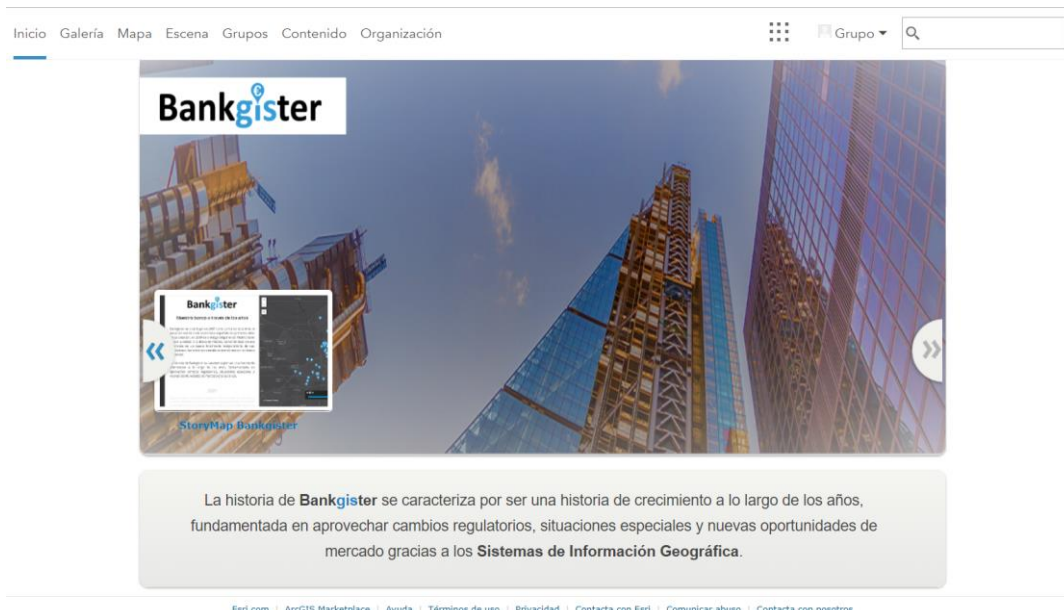 Inicio Galería Mapa Escena Grupos Contenido Organización Grupo
Bankgister
Bankgister
StoryMap Bankgister
La historia de Bankgister se caracteriza por ser una historia de crecimiento a lo largo de los años,
fundamentada en aprovechar cambios regulatorios, situaciones especiales y nuevas oportunidades de
mercado gracias a los Sistemas de Información Geográfica.
Esri.com | ArcGIS Marketplace | Ayuda | Términos de uso | Privacidad | Contacta con Esri | Comunicar abuso | Contacta con nosotros